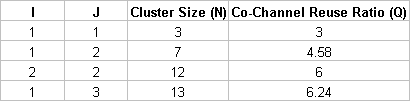 I J Cluster Size (N) Co-Channel Reuse Ratio (Q)
1 1 3 3
1 2 7 4.58
2 2 12 6
1 3 13 6.24